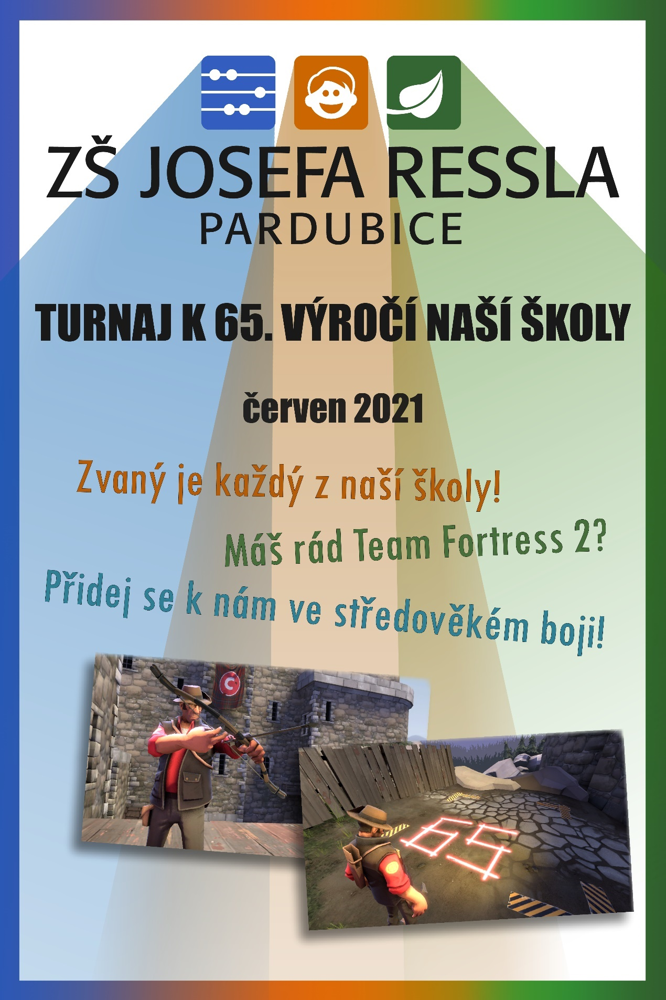 ZŠ JOSEFA RESSLA
PARDUBICE
TURNAJ K 65. VÝROČÍ NAŠÍ ŠKOLY
červen 2021
Zvaný je každý z naší školy!
Máš rád Team Fortress 2?
Přidej se k nám ve středověkém boji!
C
65